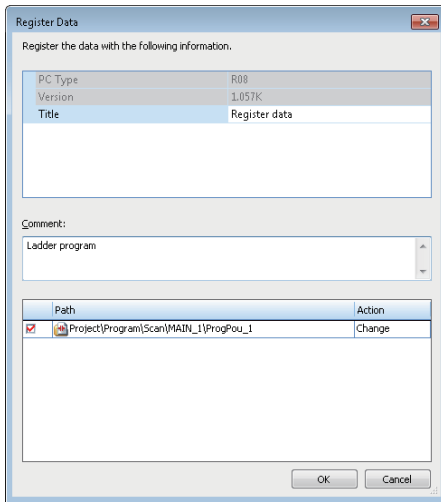 Register Data
Register the data with the following information.
PC Type R08
Version 1.057K
Title Register data
Comment:
Ladder program
Path Action
Project\Program\Scan\MAIN_1\ProgPou_1 Change
OK Cancel